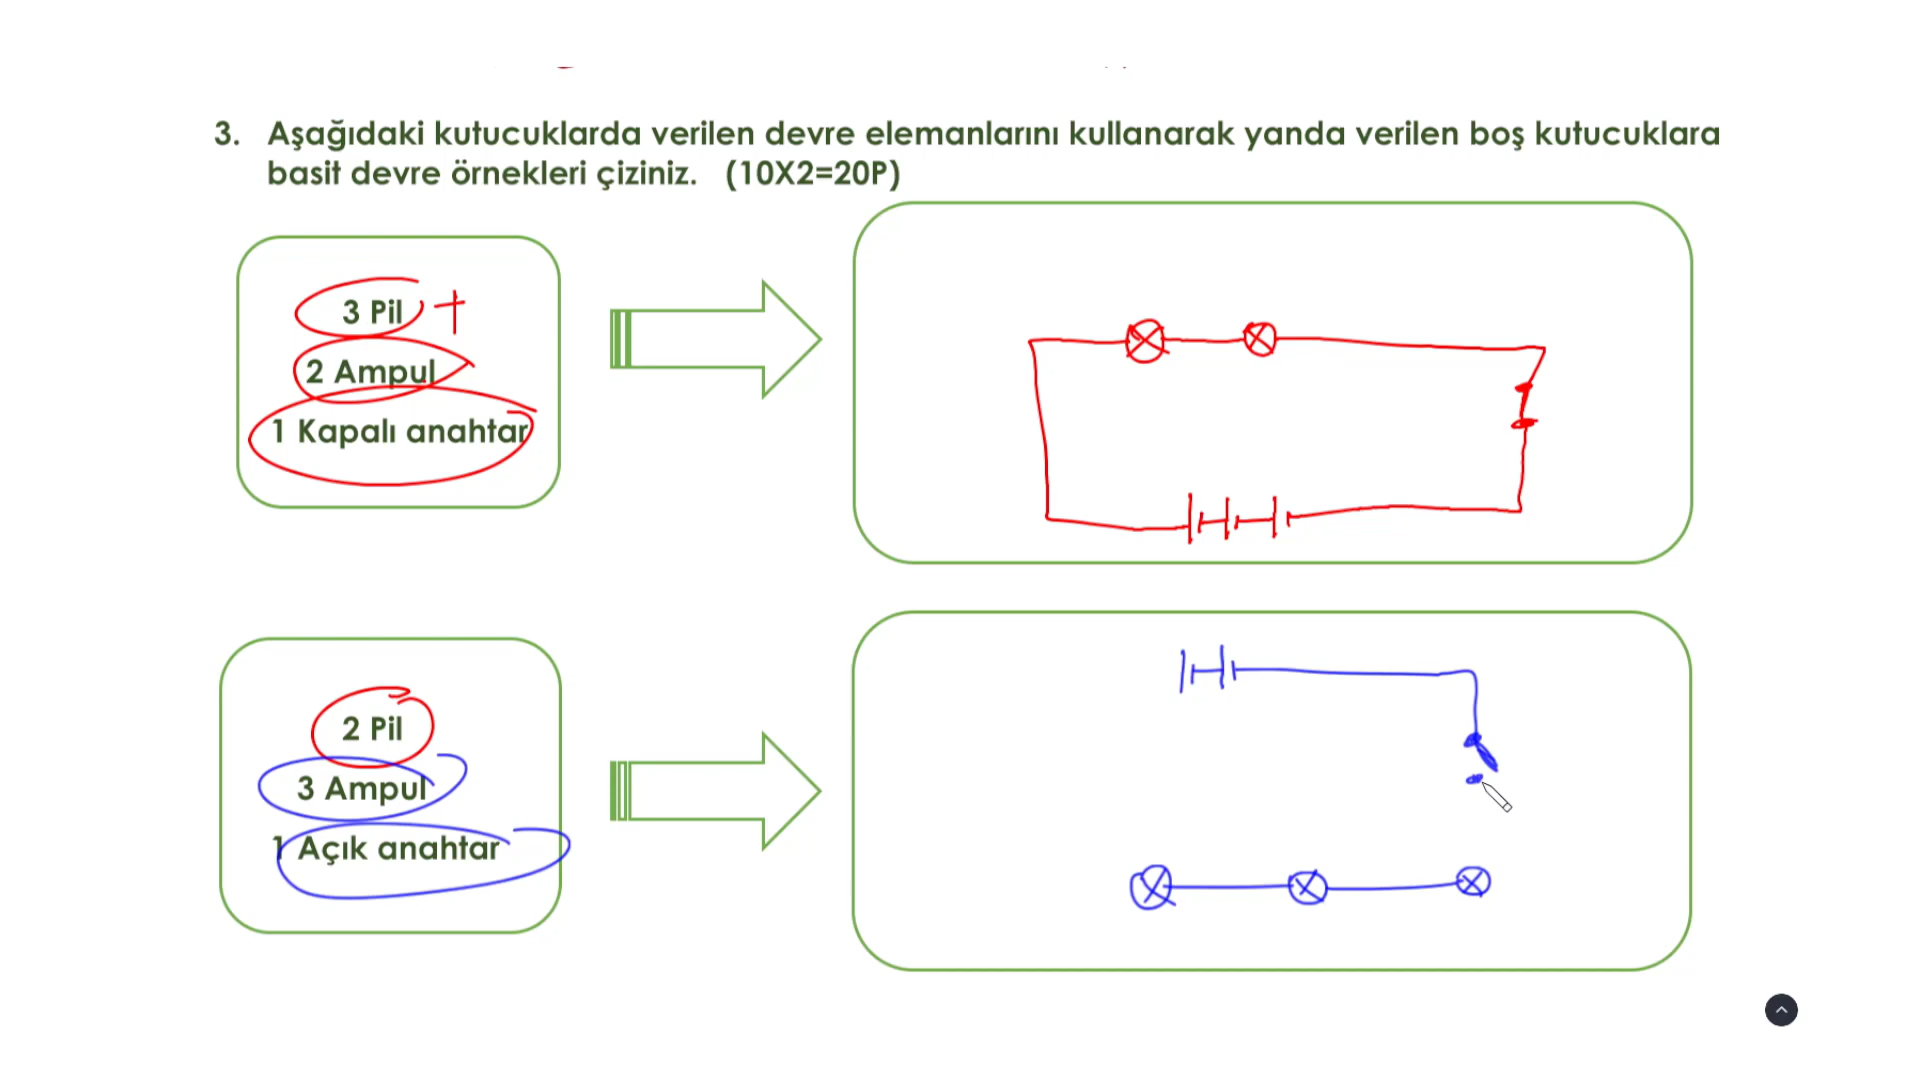 3. Aşağıdaki kutucuklarda verilen devre elemanlarını kullanarak yanda verilen boş kutucuklara
basit devre örnekleri çiziniz. (10X2=20P)
3 Pil +
2 Ampul
1 Kapalı anahtar
2 Pil
3 Ampul
1 Açık anahtar